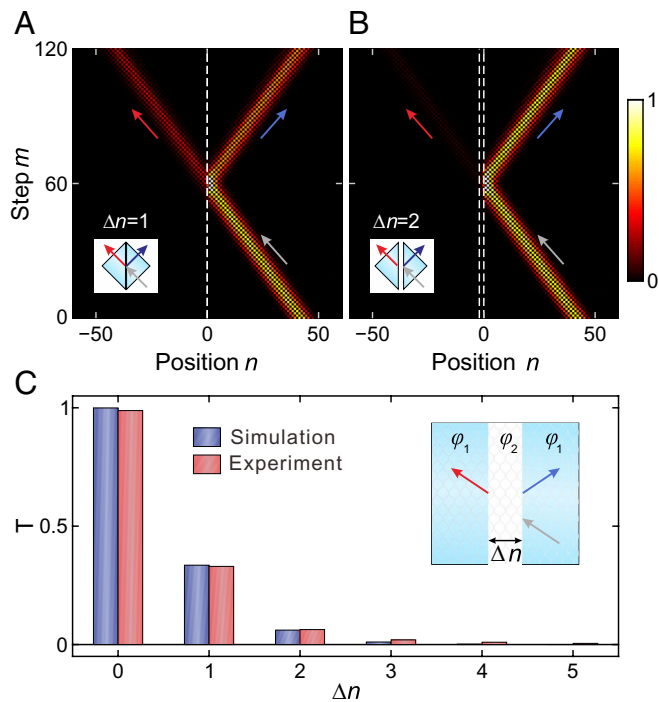 A
B
120
60
0
Step m
Δn=1
Δn=2
−50
0
50
−50
0
50
Position n
Position n
1
0
C
1
0.5
0
T
Simulation
Experiment
φ1 φ2 φ1
Δn
0 1 2 3 4 5
Δn